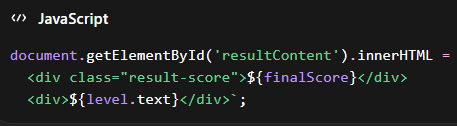 </> JavaScript
document.getElementById('resultContent').innerHTML =
<div class="result-score">${finalScore}</div>
<div>${level.text}</div>`;